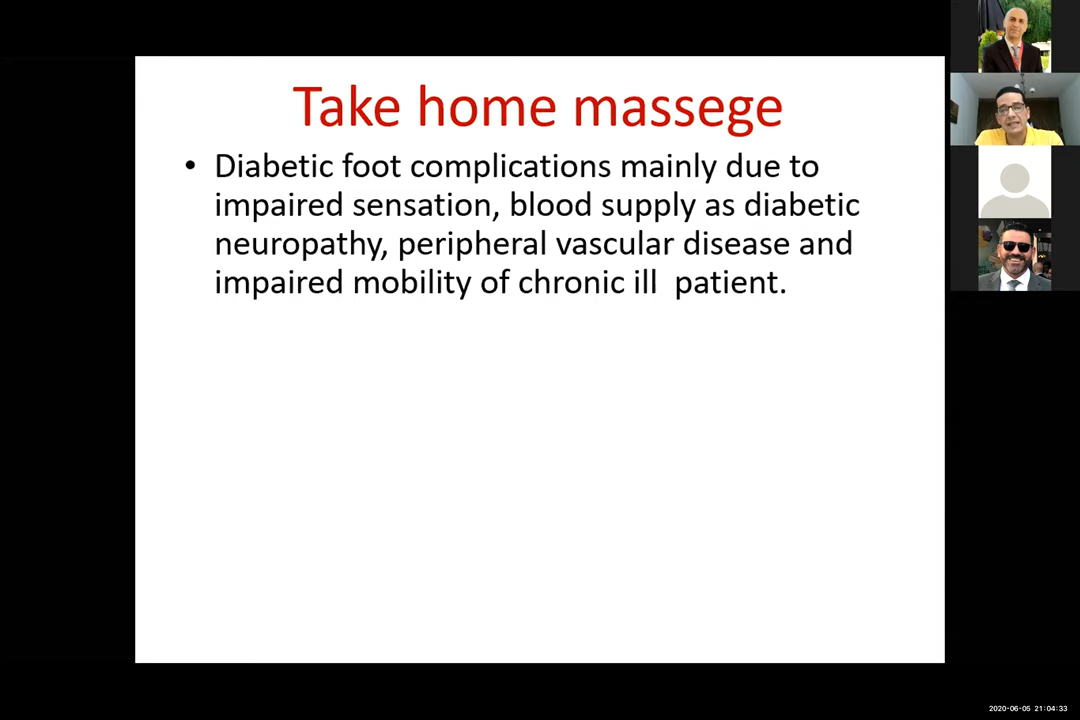 Take home massege
• Diabetic foot complications mainly due to
impaired sensation, blood supply as diabetic
neuropathy, peripheral vascular disease and
impaired mobility of chronic ill  patient.
2020-06-05 21:04:33